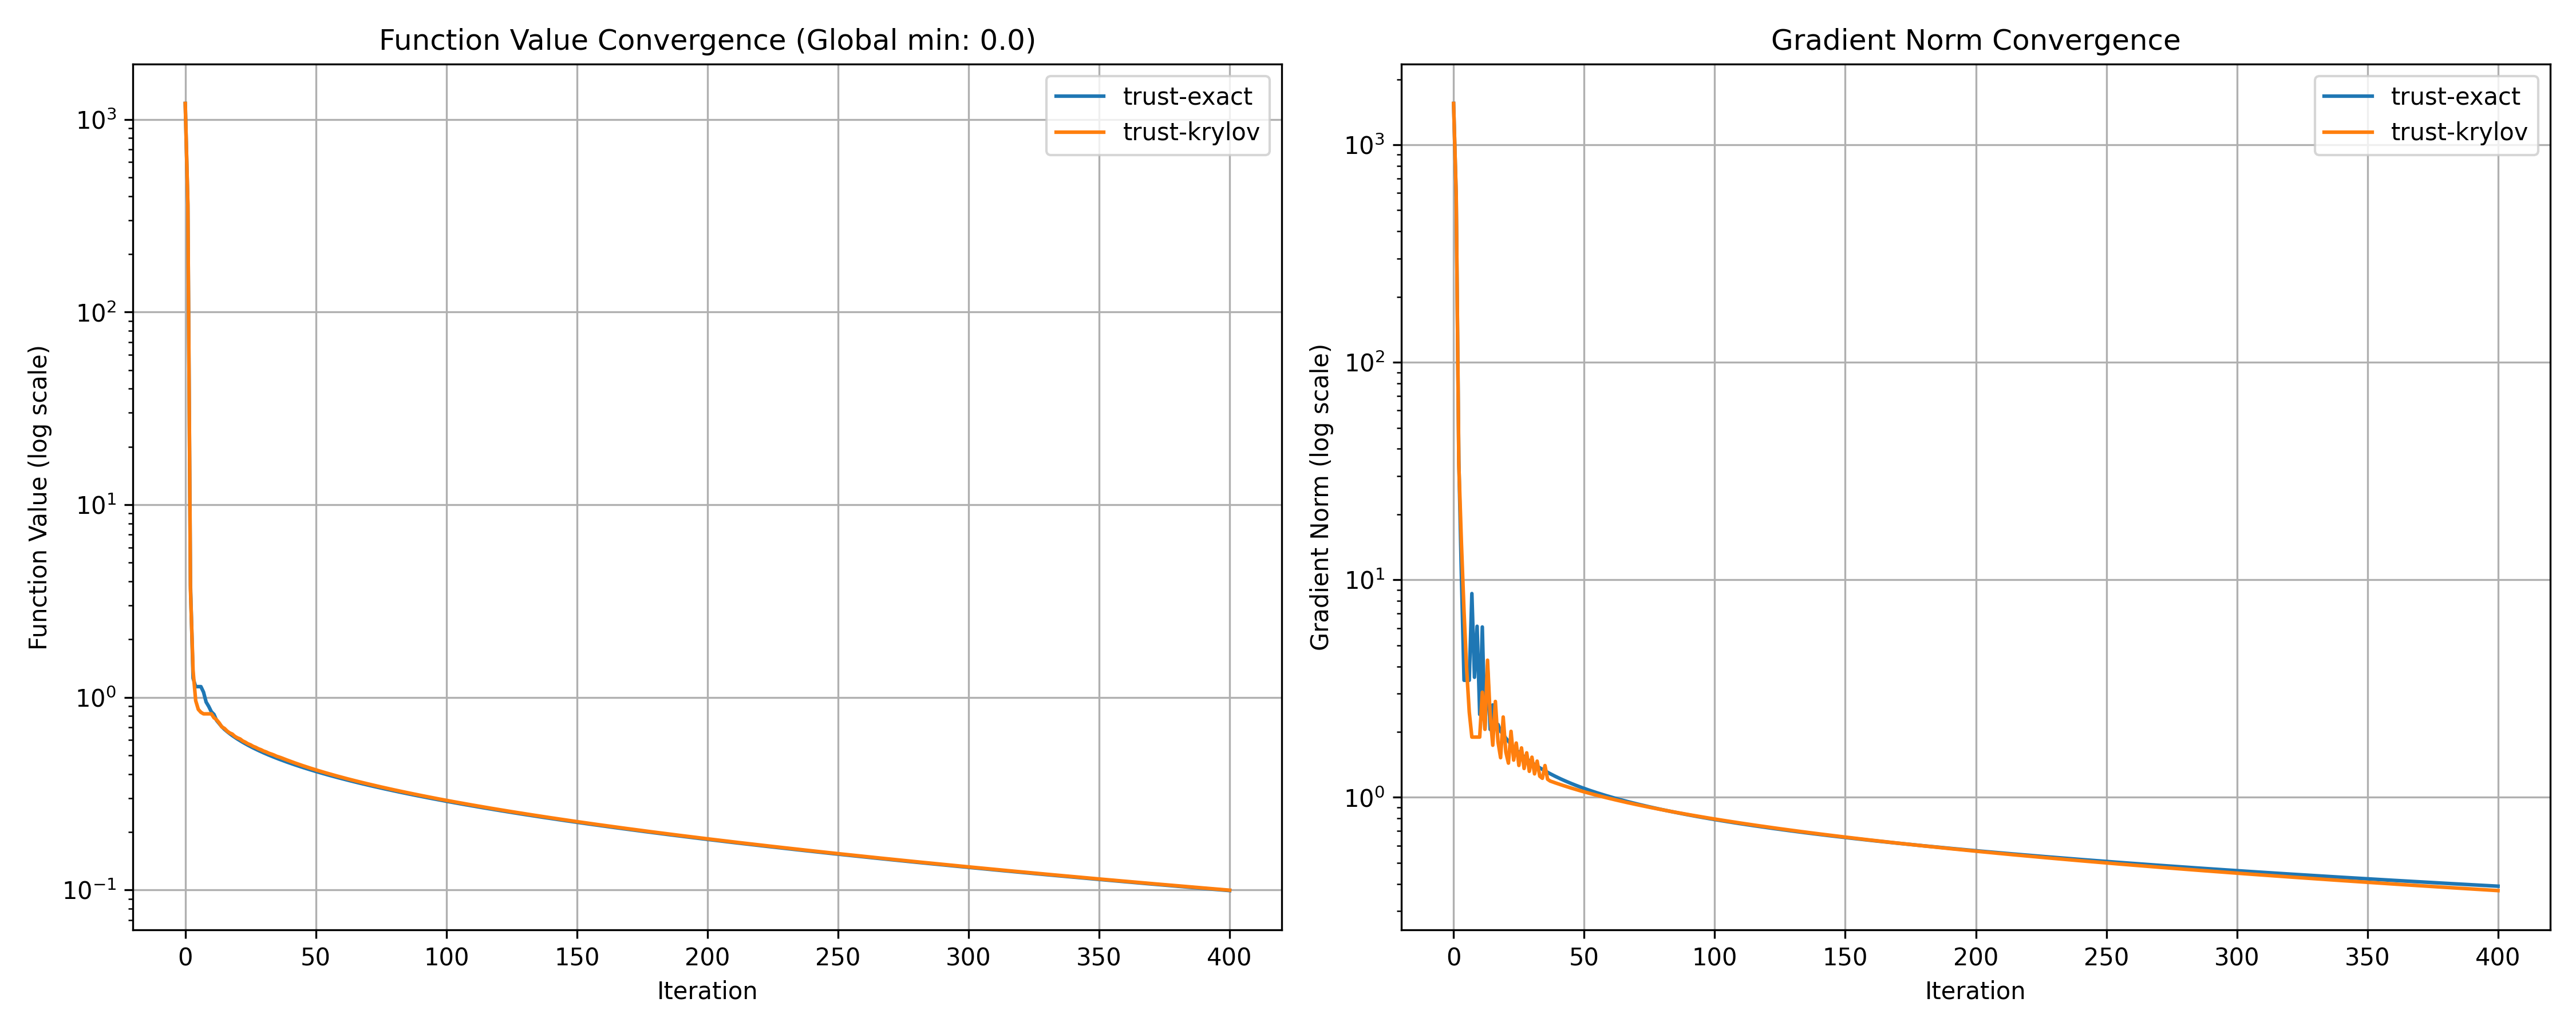 Function Value Convergence (Global min: 0.0)
trust-exact
trust-krylov
10³
10²
10¹
10⁰
10⁻¹
Function Value (log scale)
0 50 100 150 200 250 300 350 400
Iteration
Gradient Norm Convergence
trust-exact
trust-krylov
10³
10²
10¹
10⁰
Gradient Norm (log scale)
0 50 100 150 200 250 300 350 400
Iteration